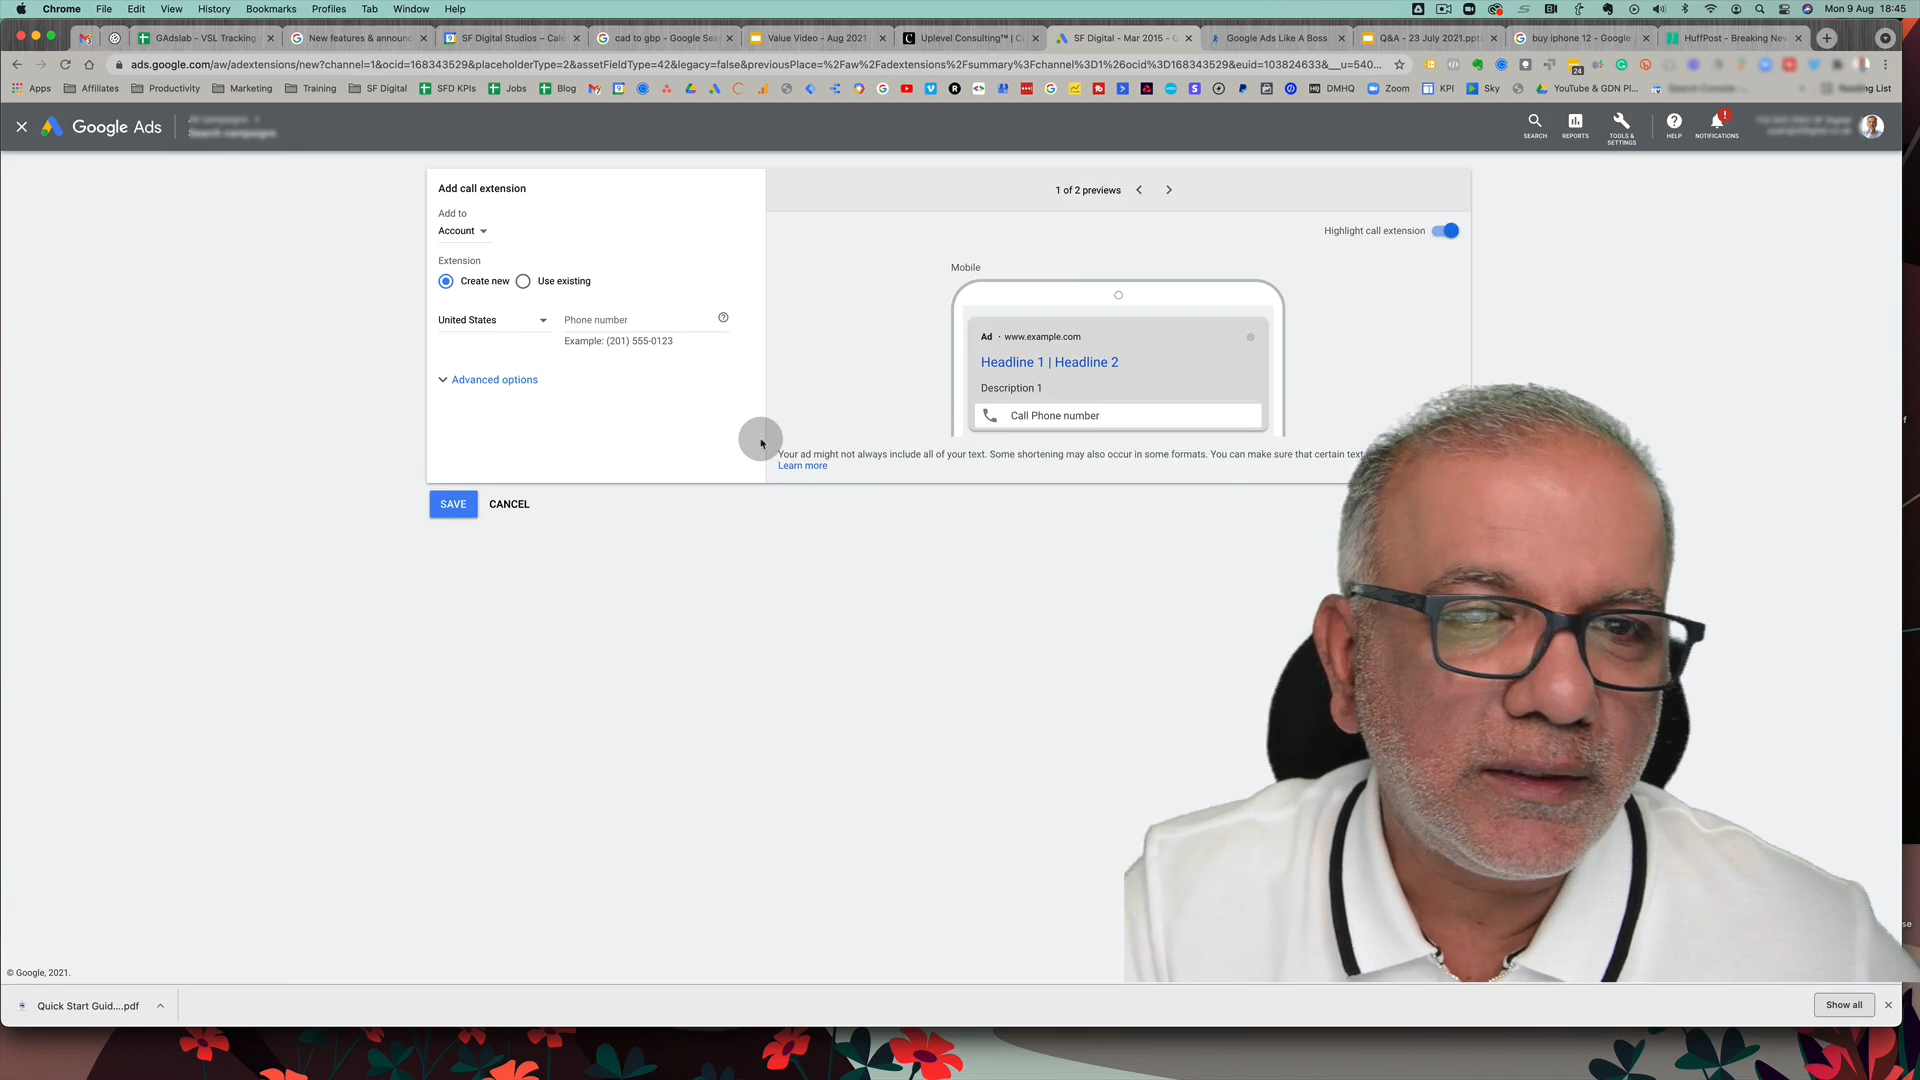 Chrome File Edit View History Bookmarks Profiles Tab Window Help Mon 9 Aug 18:45
GAdslab - VSL Tracking New features & announc SF Digital Studios – Cale cad to gbp - Google Sea Value Video - Aug 2021 Uplevel Consulting™ | C SF Digital - Mar 2015 - G Google Ads Like A Boss Q&A - 23 July 2021.pptx buy iphone 12 - Google HuffPost - Breaking New
ads.google.com/aw/adextensions/new?channel=1&ocid=168343529&placeholderType=2&assetFieldType=42&legacy=false&previousPlace=%2Faw%2Fadextensions%2Fsummary%3Fchannel%3D1%26ocid%3D168343529&euid=103824633&__u=540...
24
Apps Affiliates Productivity Marketing Training SF Digital SFD KPIs Jobs Blog DMHQ Zoom KPI Sky YouTube & GDN Pl... Search Console - Reading List
Google Ads
Search campaigns
SEARCH REPORTS TOOLS & SETTINGS HELP NOTIFICATIONS
Add call extension
1 of 2 previews
Add to
Account
Highlight call extension
Extension
Create new Use existing
Mobile
United States Phone number
Example: (201) 555-0123
Ad · www.example.com
Headline 1 | Headline 2
Advanced options
Description 1
Call Phone number
Your ad might not always include all of your text. Some shortening may also occur in some formats. You can make sure that certain text
Learn more
SAVE CANCEL
© Google, 2021.
Quick Start Guid....pdf
Show all